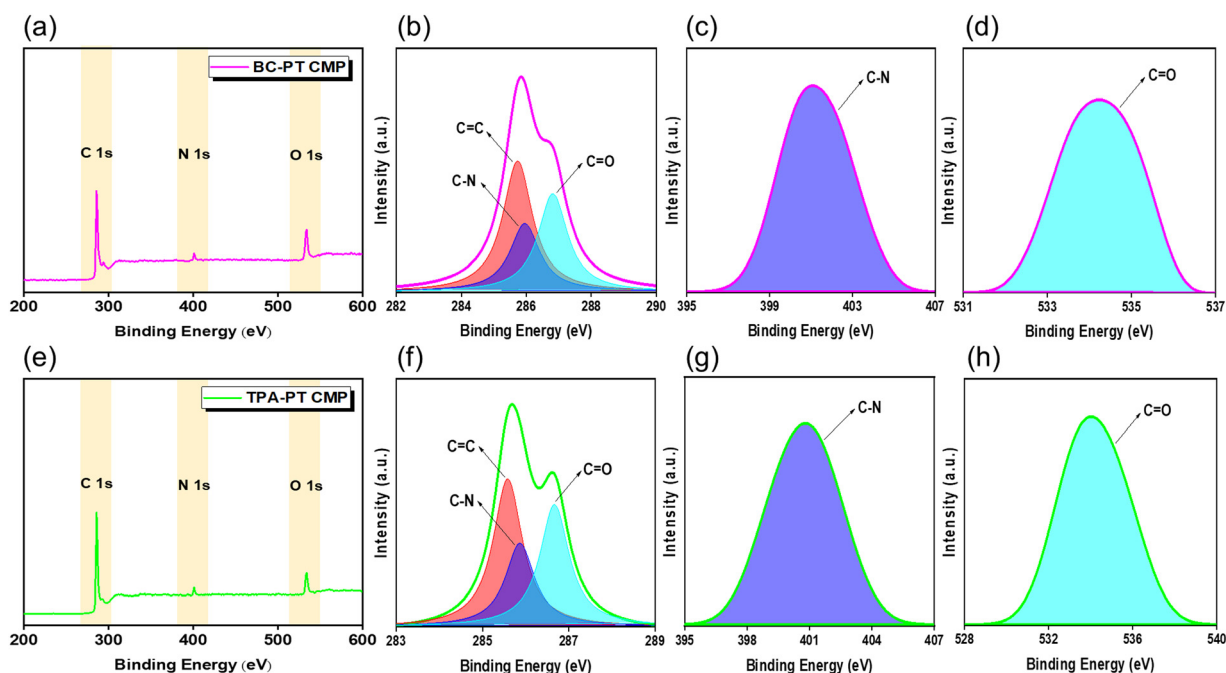 (a)
BC-PT CMP
C 1s
N 1s
O 1s
200 300 400 500 600
Binding Energy (eV)
(b)
Intensity (a.u.)
C=C
C-N
C=O
282 284 286 288 290
Binding Energy (eV)
(c)
Intensity (a.u.)
C-N
395 399 403 407
Binding Energy (eV)
(d)
Intensity (a.u.)
C=O
531 533 535 537
Binding Energy (eV)
(e)
TPA-PT CMP
C 1s
N 1s
O 1s
200 300 400 500 600
Binding Energy (eV)
(f)
Intensity (a.u.)
C=C
C-N
C=O
283 285 287 289
Binding Energy (eV)
(g)
Intensity (a.u.)
C-N
395 398 401 404 407
Binding Energy (eV)
(h)
Intensity (a.u.)
C=O
528 532 536 540
Binding Energy (eV)